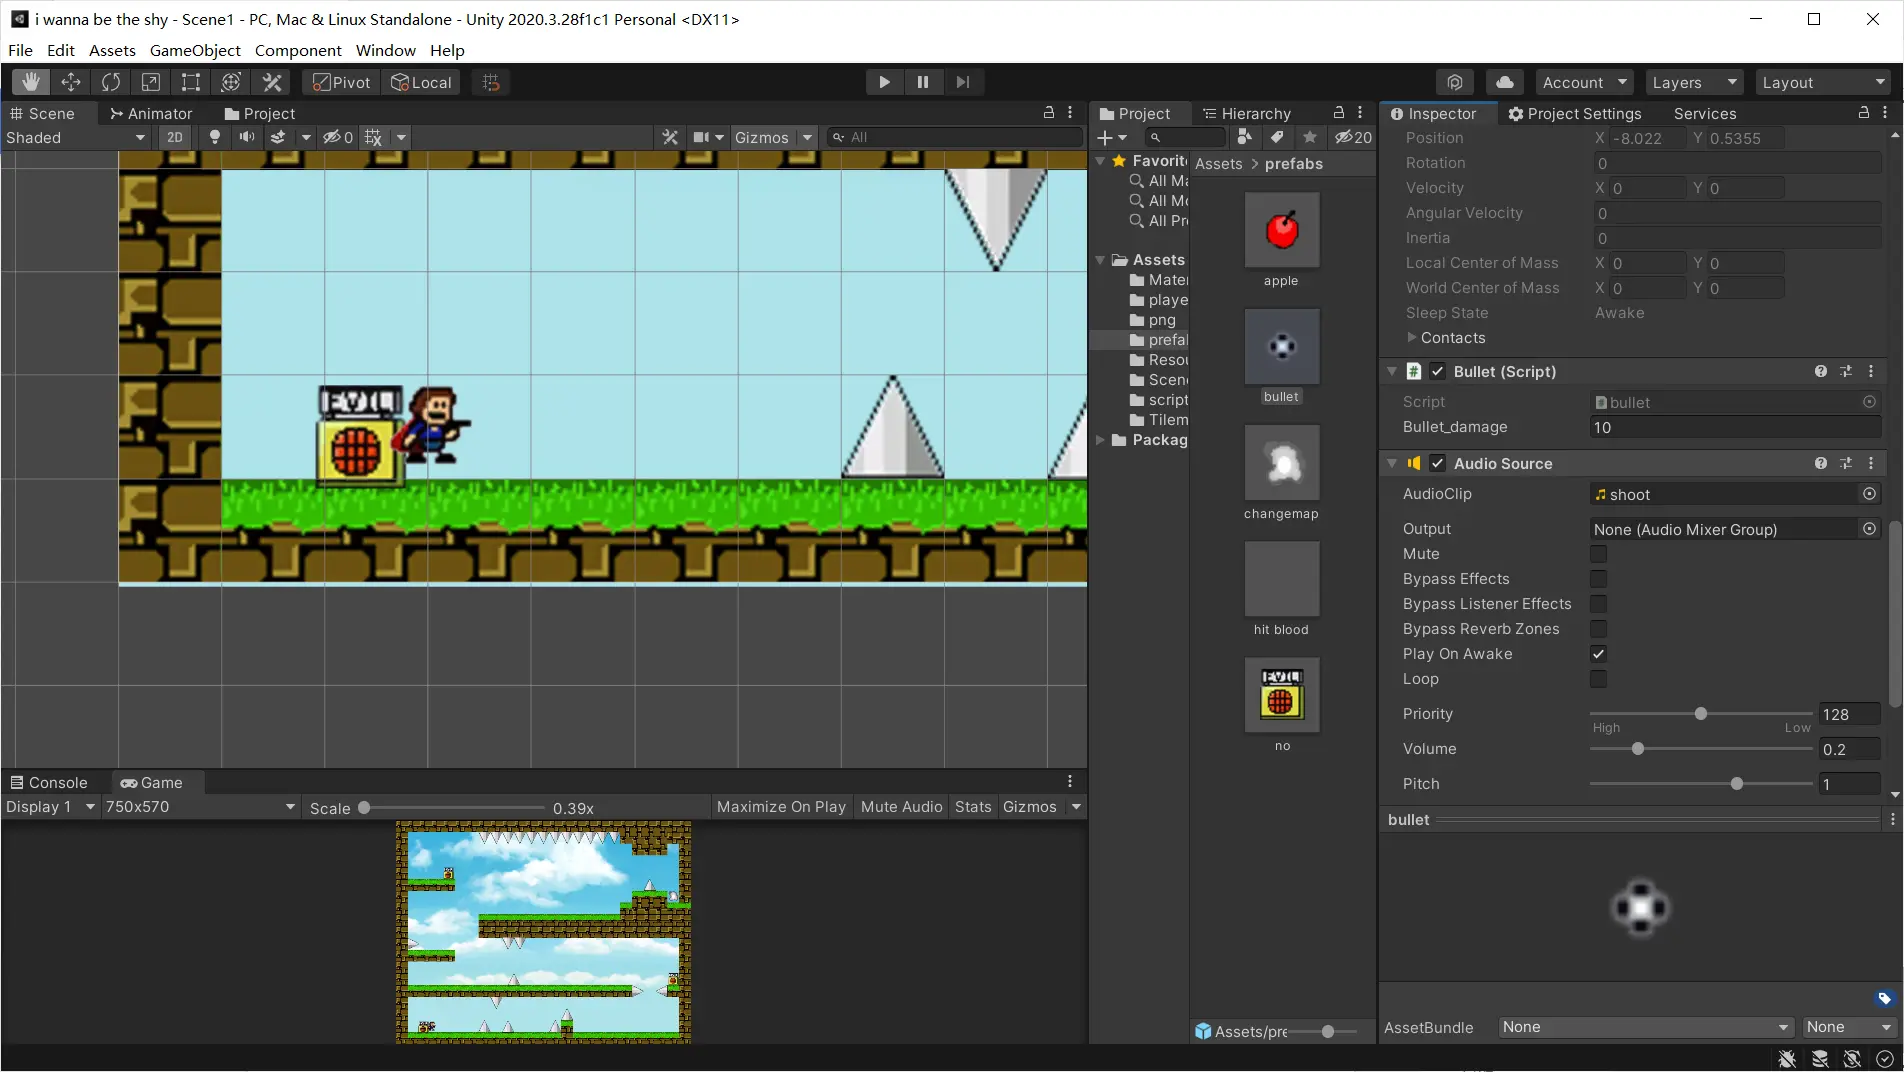 i wanna be the shy - Scene1 - PC, Mac & Linux Standalone - Unity 2020.3.28f1c1 Personal <DX11>
File Edit Assets GameObject Component Window Help
Pivot Local Account Layers Layout
Scene Animator Project
Shaded 2D 0 Gizmos All
EVIL
Console Game
Display 1 750x570 Scale 0.39x Maximize On Play Mute Audio Stats Gizmos
Project Hierarchy
20
Favorit
All Ma
All Mo
All Pr
Assets
Mater
playe
png
prefa
Resou
Scene
script
Tilem
Packag
Assets > prefabs
apple
bullet
changemap
hit blood
EVIL
no
Assets/pre
Inspector Project Settings Services
Position X -8.022 Y 0.5355
Rotation 0
Velocity X 0 Y 0
Angular Velocity 0
Inertia 0
Local Center of Mass X 0 Y 0
World Center of Mass X 0 Y 0
Sleep State Awake
Contacts
# Bullet (Script)
Script bullet
Bullet_damage 10
Audio Source
AudioClip shoot
Output None (Audio Mixer Group)
Mute
Bypass Effects
Bypass Listener Effects
Bypass Reverb Zones
Play On Awake
Loop
Priority 128
High Low
Volume 0.2
Pitch 1
bullet
AssetBundle None None